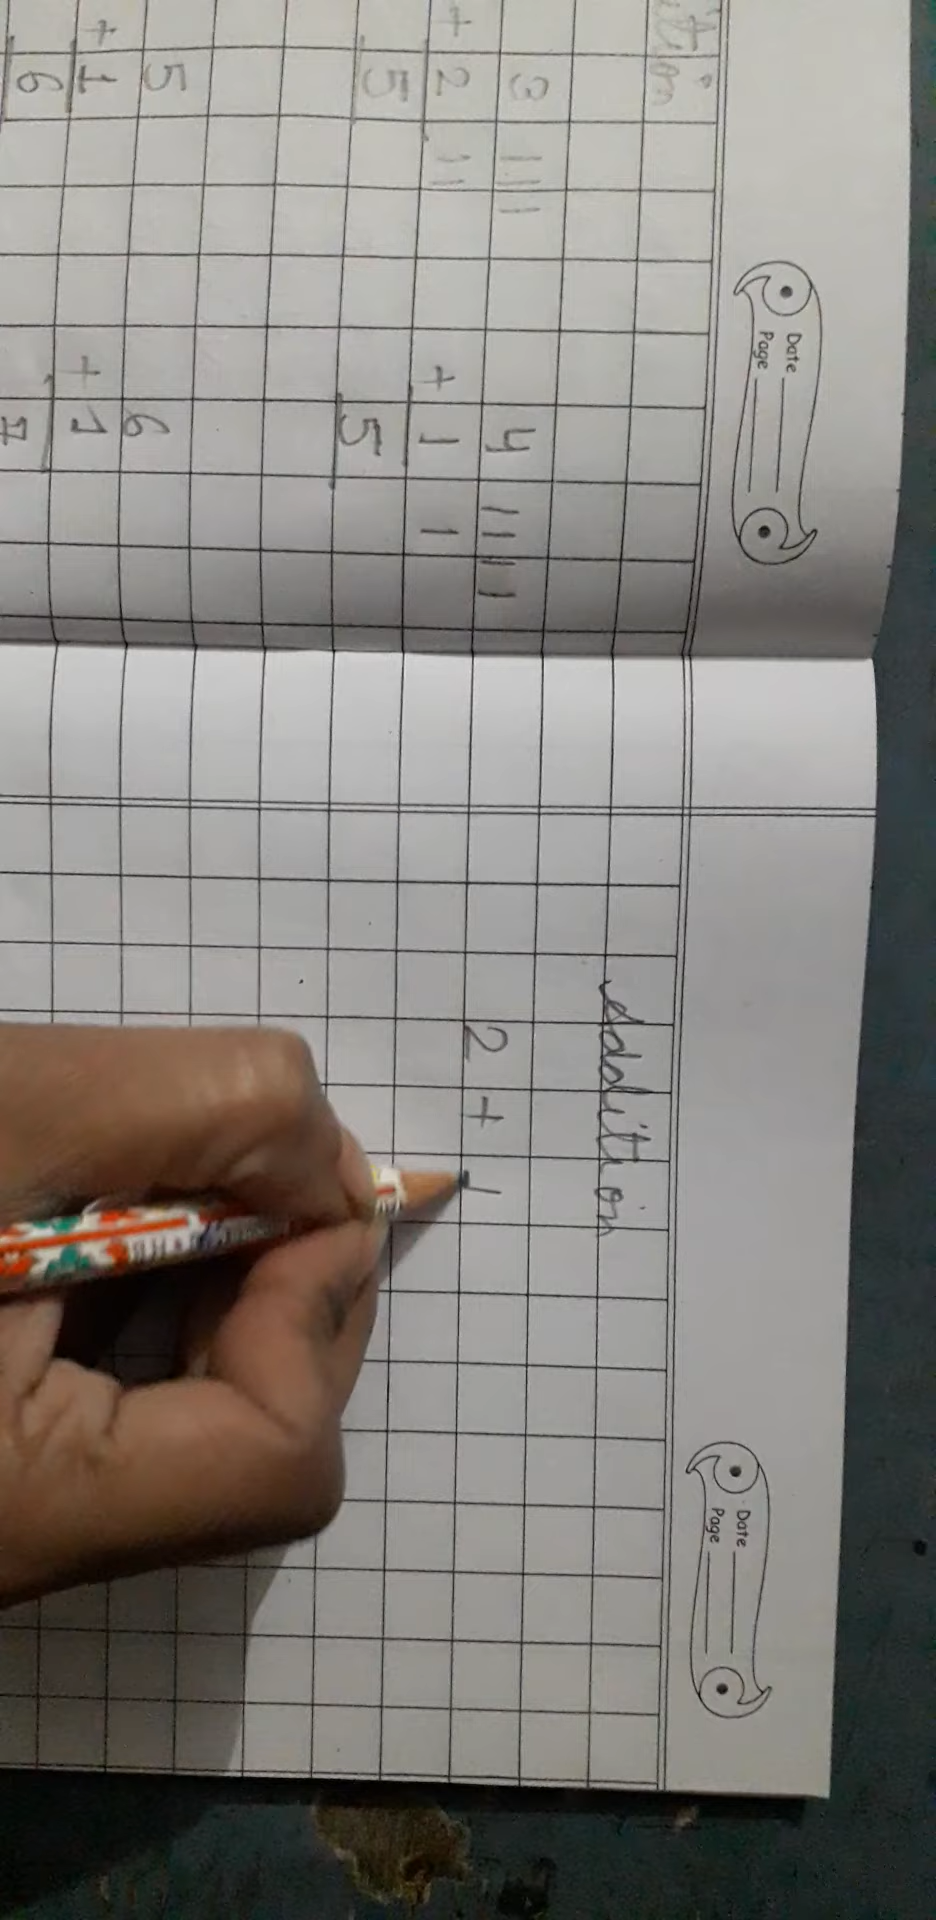 Date
Page
3 |||
+ 2 ||
5
4 ||||
+ 1 |
5
5
+ 1
6
6
+ 1
7
Date
Page
Addition
2 + 1